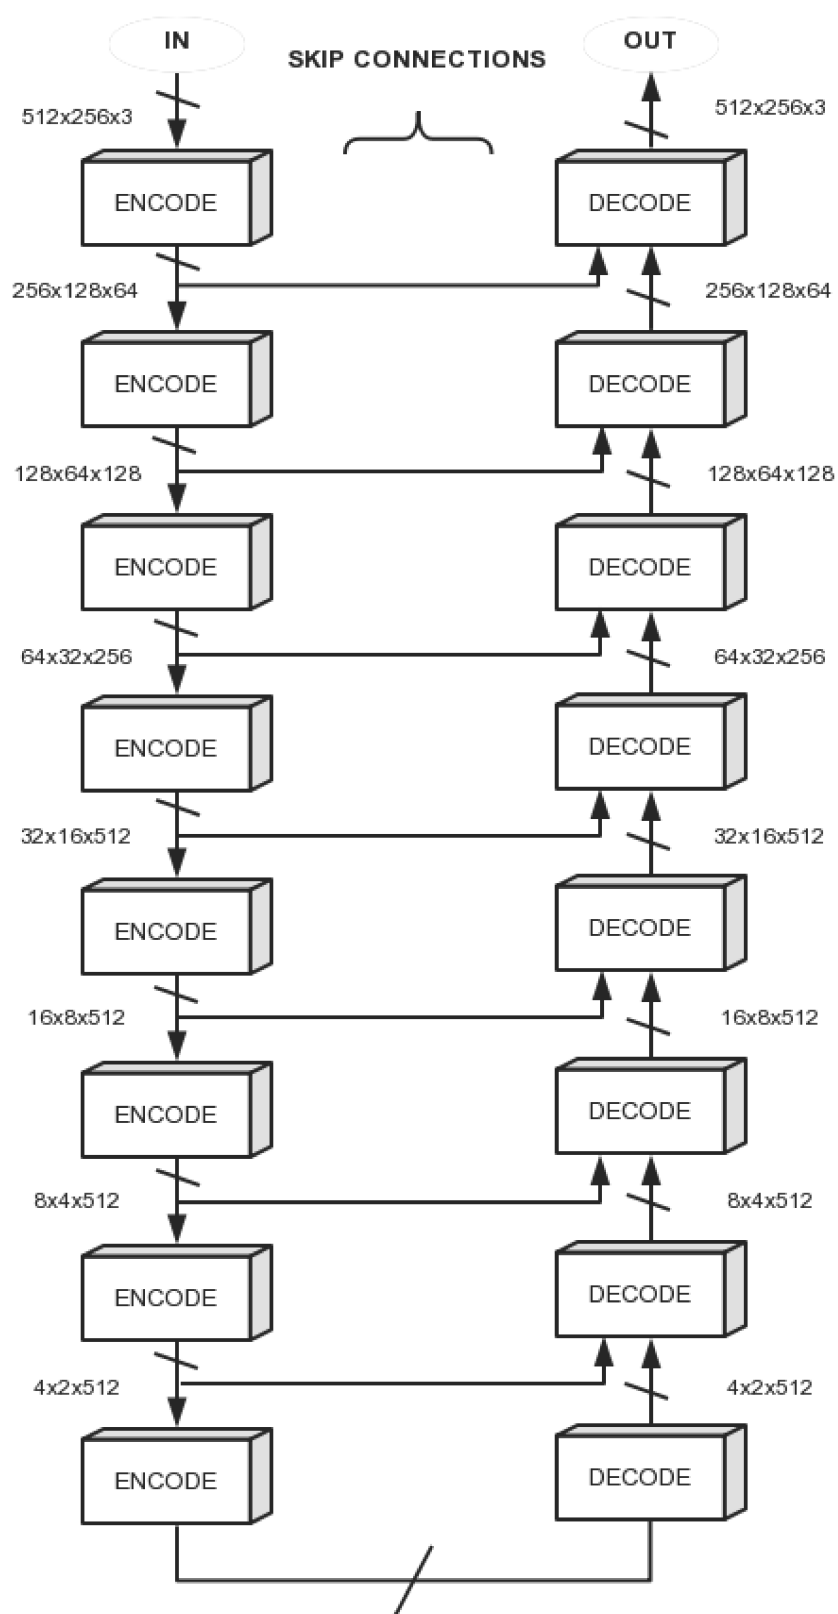 IN
SKIP CONNECTIONS
OUT
512x256x3
512x256x3
ENCODE
DECODE
256x128x64
256x128x64
ENCODE
DECODE
128x64x128
128x64x128
ENCODE
DECODE
64x32x256
64x32x256
ENCODE
DECODE
32x16x512
32x16x512
ENCODE
DECODE
16x8x512
16x8x512
ENCODE
DECODE
8x4x512
8x4x512
ENCODE
DECODE
4x2x512
4x2x512
ENCODE
DECODE